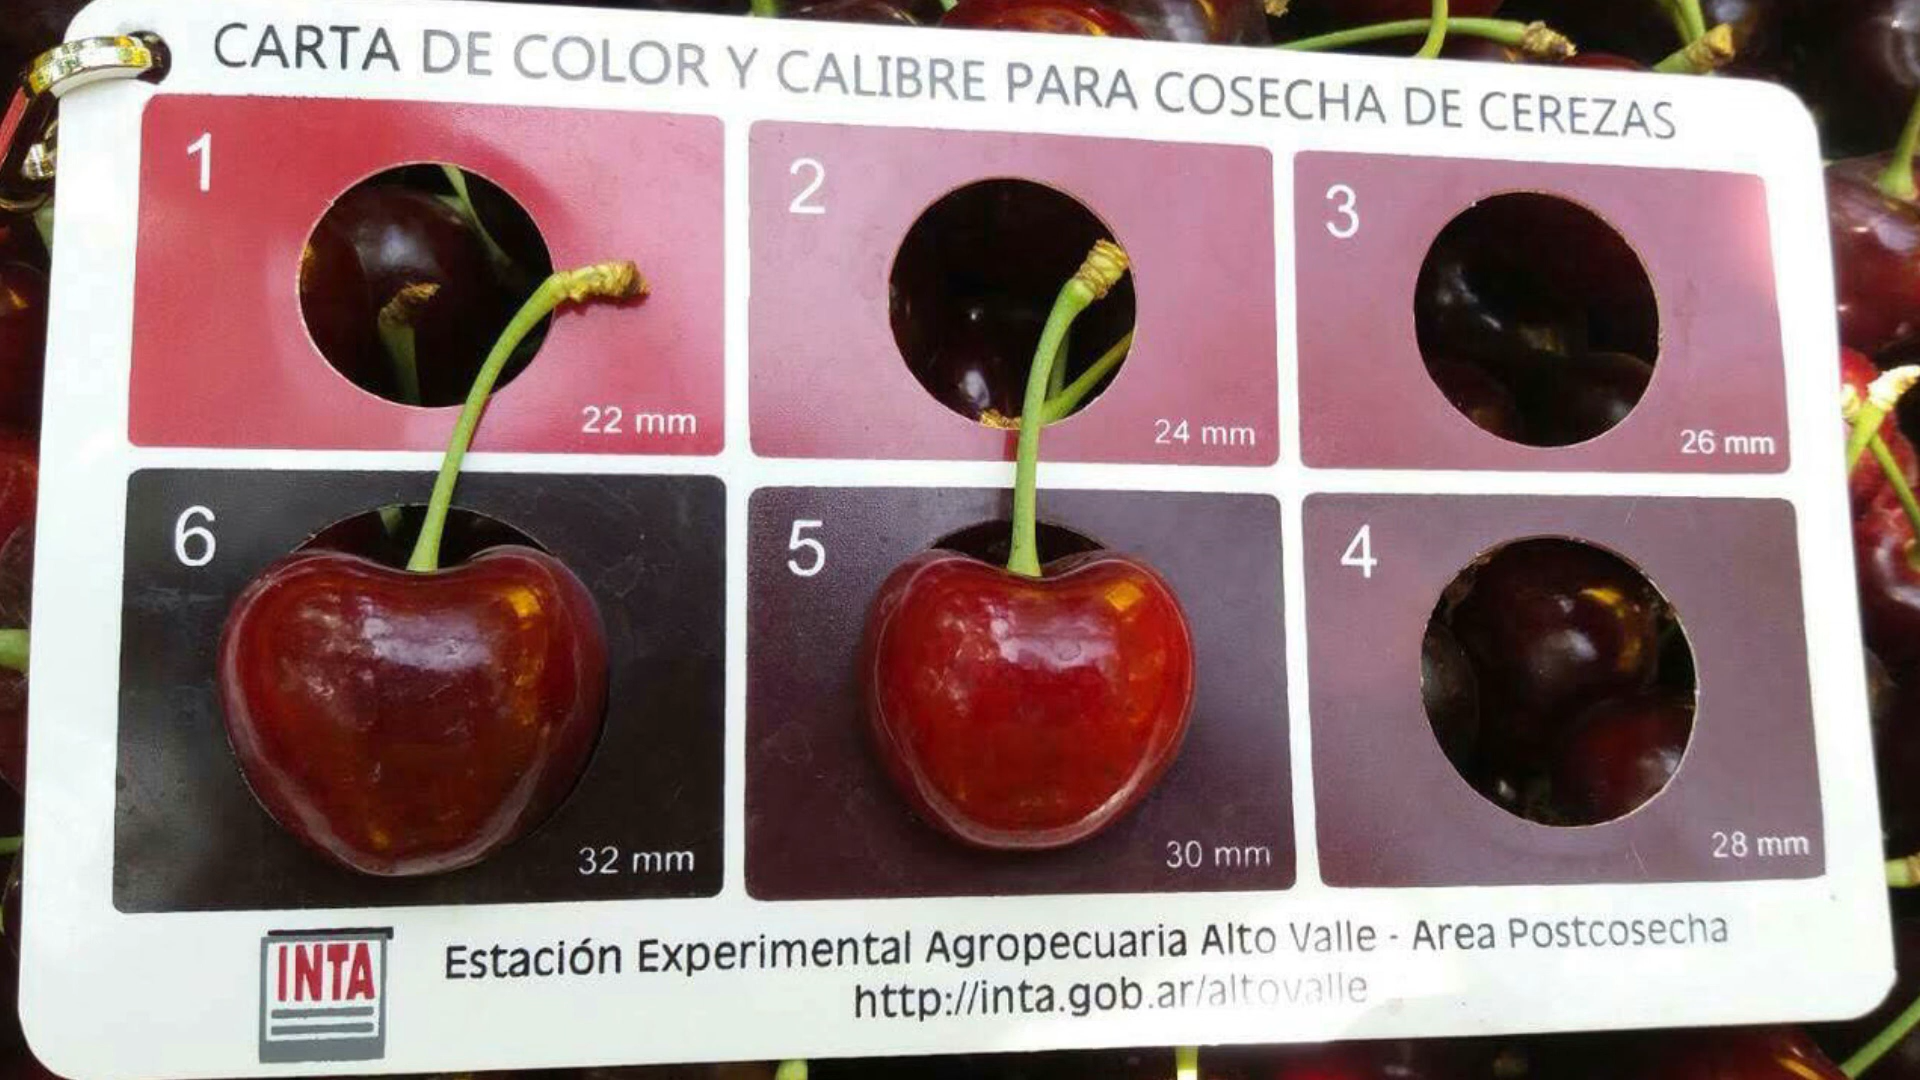 CARTA DE COLOR Y CALIBRE PARA COSECHA DE CEREZAS
1
22 mm
2
24 mm
3
26 mm
6
32 mm
5
30 mm
4
28 mm
INTA
Estación Experimental Agropecuaria Alto Valle - Area Postcosecha
http://inta.gob.ar/altovalle